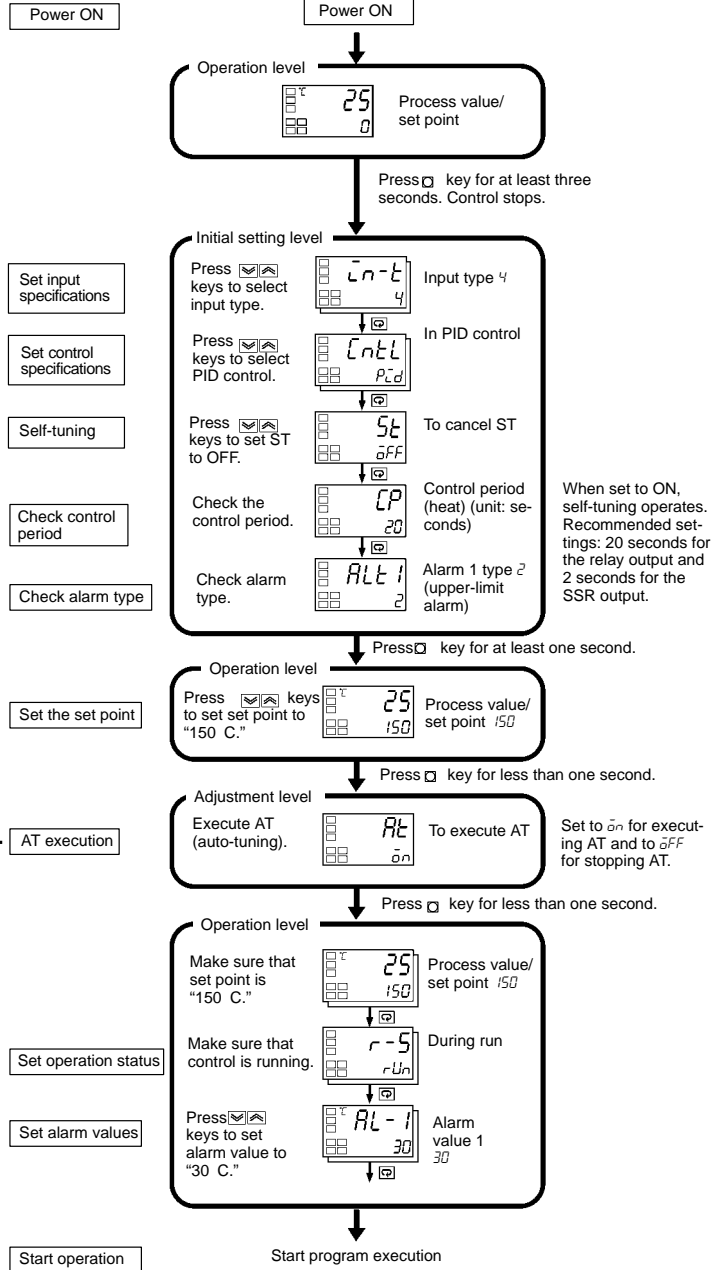 Power ON
Power ON
Operation level
25
0
Process value/
set point
Press key for at least three
seconds. Control stops.
Initial setting level
Set input
specifications
Press
keys to select
input type.
in-t
4
Input type 4
Set control
specifications
Press
keys to select
PID control.
CntL
Pid
In PID control
Self-tuning
Press
keys to set ST
to OFF.
St
oFF
To cancel ST
Check control
period
Check the
control period.
CP
20
Control period
(heat) (unit: se-
conds)
When set to ON,
self-tuning operates.
Recommended set-
tings: 20 seconds for
the relay output and
2 seconds for the
SSR output.
Check alarm type
Check alarm
type.
ALt1
2
Alarm 1 type 2
(upper-limit
alarm)
Press key for at least one second.
Operation level
Set the set point
Press keys
to set set point to
“150 C.”
25
150
Process value/
set point 150
Press key for less than one second.
Adjustment level
AT execution
Execute AT
(auto-tuning).
At
on
To execute AT
Set to on for execut-
ing AT and to oFF
for stopping AT.
Press key for less than one second.
Operation level
Make sure that
set point is
“150 C.”
25
150
Process value/
set point 150
Set operation status
Make sure that
control is running.
r-S
rUn
During run
Set alarm values
Press
keys to set
alarm value to
“30 C.”
AL-1
30
Alarm
value 1
30
Start operation
Start program execution